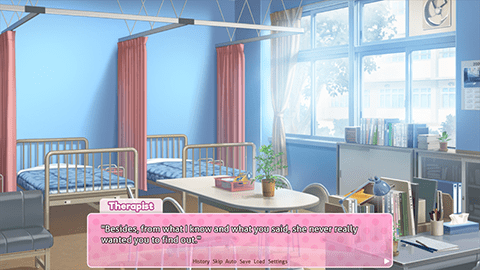 Therapist
"Besides, from what I know and what you said, she never really
wanted you to find out."
History Skip Auto Save Load Settings